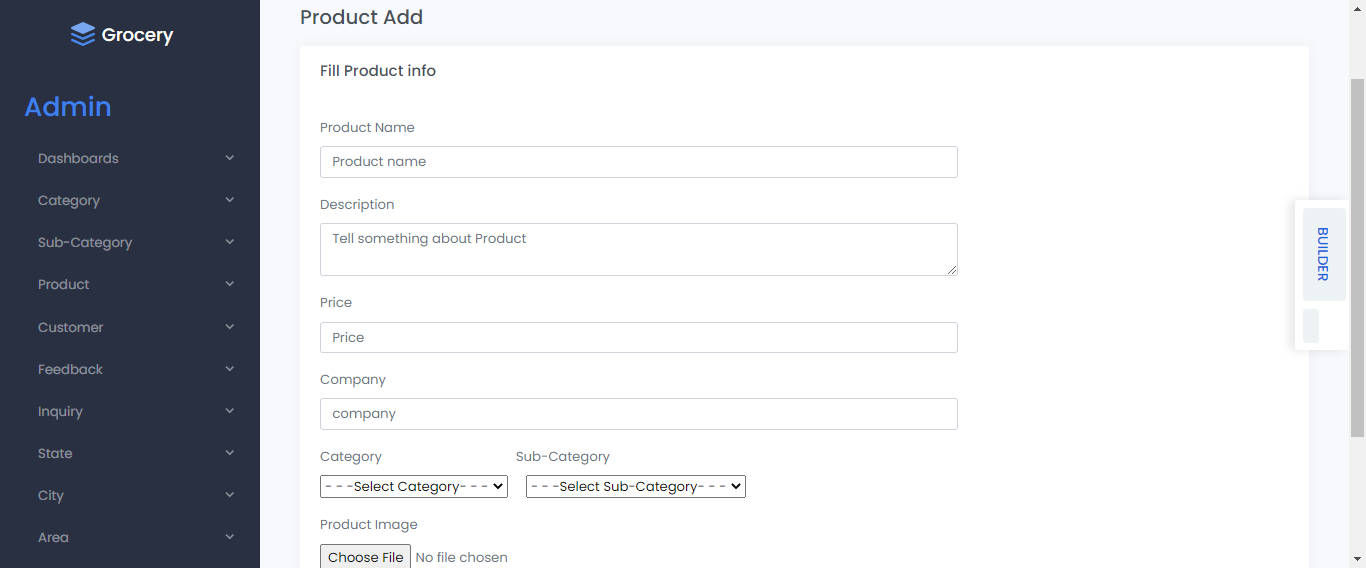 Grocery
Admin
Dashboards
Category
Sub-Category
Product
Customer
Feedback
Inquiry
State
City
Area
Product Add
Fill Product info
Product Name
Product name
Description
Tell something about Product
Price
Price
Company
company
Category Sub-Category
- - -Select Category- - - - - -Select Sub-Category- - -
Product Image
Choose File No file chosen
BUILDER